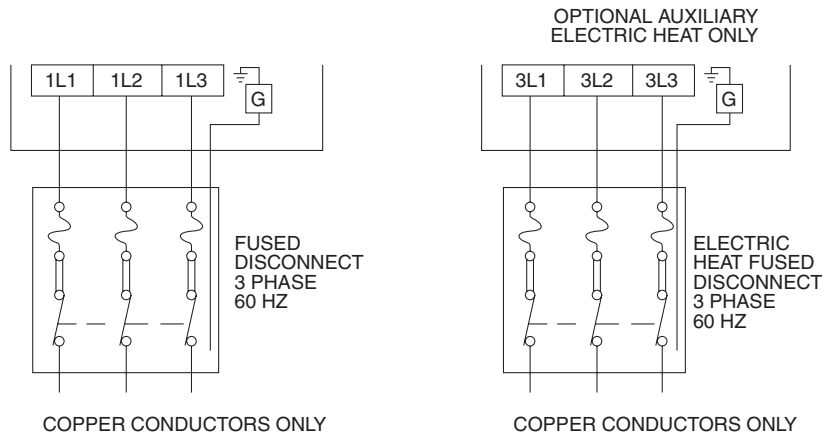 1L1 1L2 1L3
G
FUSED
DISCONNECT
3 PHASE
60 HZ
COPPER CONDUCTORS ONLY
OPTIONAL AUXILIARY
ELECTRIC HEAT ONLY
3L1 3L2 3L3
G
ELECTRIC
HEAT FUSED
DISCONNECT
3 PHASE
60 HZ
COPPER CONDUCTORS ONLY